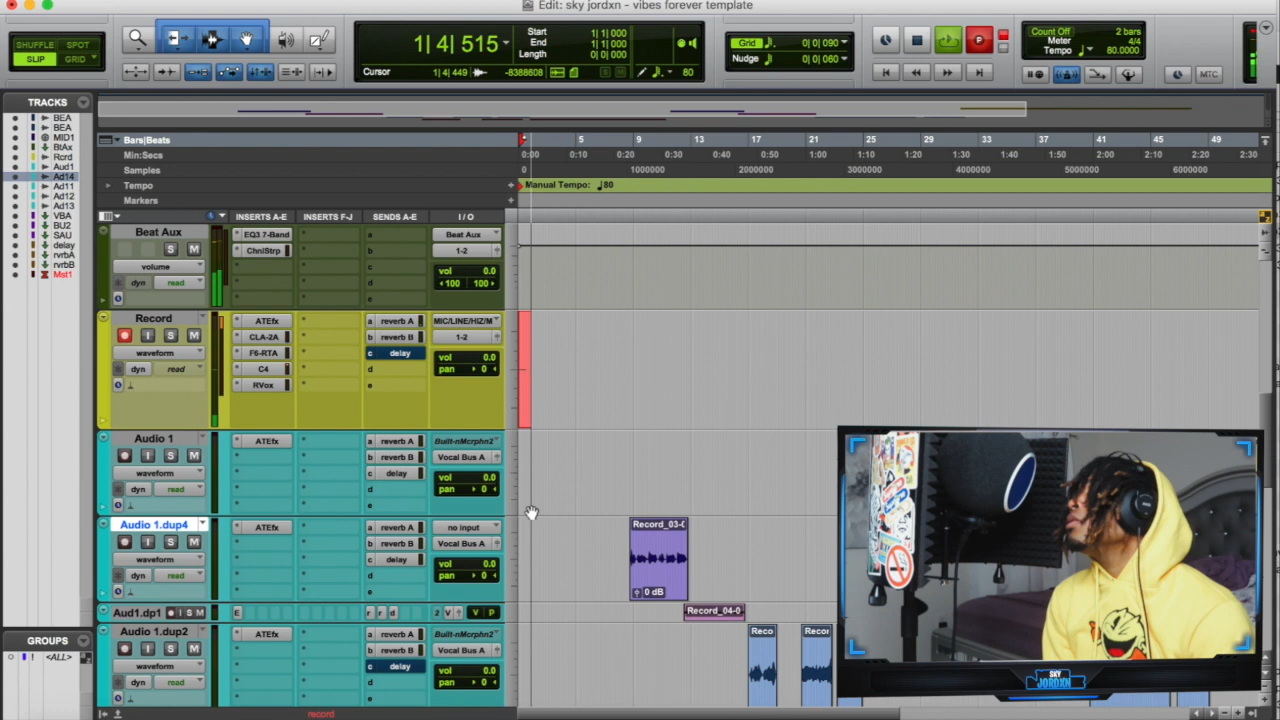 Edit: sky jordxn - vibes forever template
SHUFFLE SPOT
SLIP GRID
1| 4| 515
Start 1| 1| 000
End 1| 1| 000
Length 0| 0| 000
Cursor 1| 4| 449 -8388608
80
Grid 0| 0| 090
Nudge 0| 0| 060
Count Off 2 bars
Meter 4/4
Tempo 80.0000
MTC
TRACKS
BEA
BEA
MID1
BtAx
Rcrd
Aud1
Ad14
Ad11
Ad12
Ad13
VBA
BU2
SAU
delay
rvrbA
rvrbB
Mst1
GROUPS
! <ALL>
Bars|Beats 5 9 13 17 21 25 29 33 37 41 45 49
Min:Secs 0:00 0:10 0:20 0:30 0:40 0:50 1:00 1:10 1:20 1:30 1:40 1:50 2:00 2:10 2:20 2:30
Samples 0 1000000 2000000 3000000 4000000 5000000 6000000
Tempo Manual Tempo: 80
Markers
INSERTS A-E INSERTS F-J SENDS A-E I / O
Beat Aux EQ3 7-Band a Beat Aux
S M ChnlStrp b 1-2
volume c vol 0.0
dyn read d 100 100
e
Record ATEfx a reverb A MIC/LINE/HIZ/M
I S M CLA-2A b reverb B 1-2
waveform F6-RTA c delay vol 0.0
dyn read C4 d pan 0
RVox e
Audio 1 ATEfx a reverb A Built-nMcrphn2
I S M b reverb B Vocal Bus A
waveform c delay vol 0.0
dyn read d pan 0
e
Audio 1.dup4 ATEfx a reverb A no input
I S M b reverb B Vocal Bus A
waveform c delay vol 0.0
dyn read d pan 0
e
Record_03-0
0 dB
Aud1.dp1 I S M E r r d 2 V V P
Record_04-0
Audio 1.dup2 ATEfx a reverb A Built-nMcrphn2
I S M b reverb B Vocal Bus A
waveform c delay vol 0.0
dyn read d pan 0
e
Reco Recor
record
SKY
JORDXN